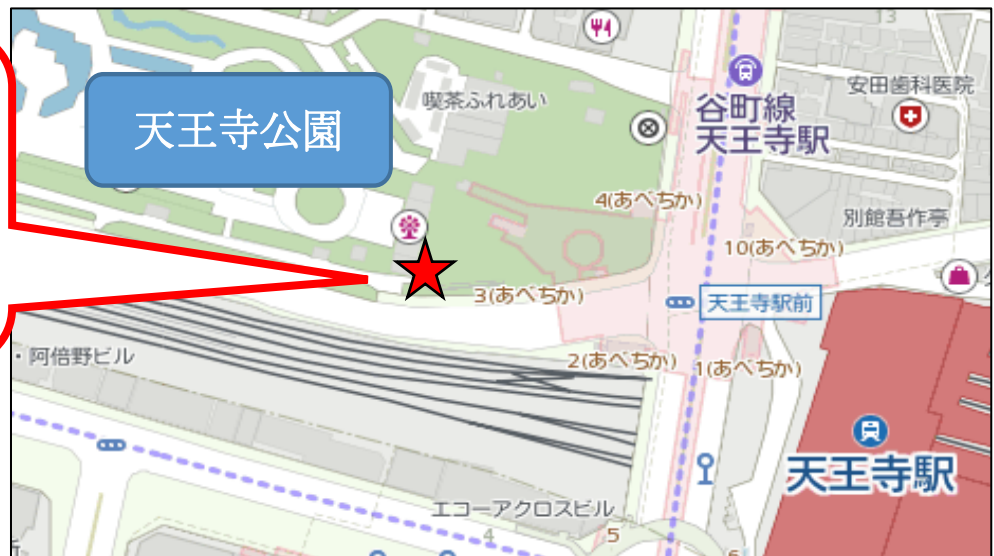 13
安田歯科医院
喫茶ふれあい
谷町線
天王寺駅
天王寺公園
4(あべちか)
別館吾作亭
10(あべちか)
3(あべちか)
天王寺駅前
・阿倍野ビル
2(あべちか)
1(あべちか)
天王寺駅
エコーアクロスビル
4
5
6